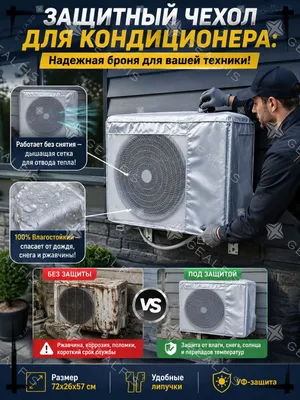 ЗАЩИТНЫЙ ЧЕХОЛ
ДЛЯ КОНДИЦИОНЕРА:
Надежная броня для вашей техники!
Работает без снятия –
дышащая сетка
для отвода тепла!
100% Влагостойкий –
спасает от дождя,
снега и ржавчины!
БЕЗ ЗАЩИТЫ
ПОД ЗАЩИТОЙ
VS
Ржавчина, коррозия, поломки,
короткий срок службы
Защита от влаги, снега, солнца
и перепадов температур
Размер
72х26х57 см
Удобные
липучки
УФ-защита